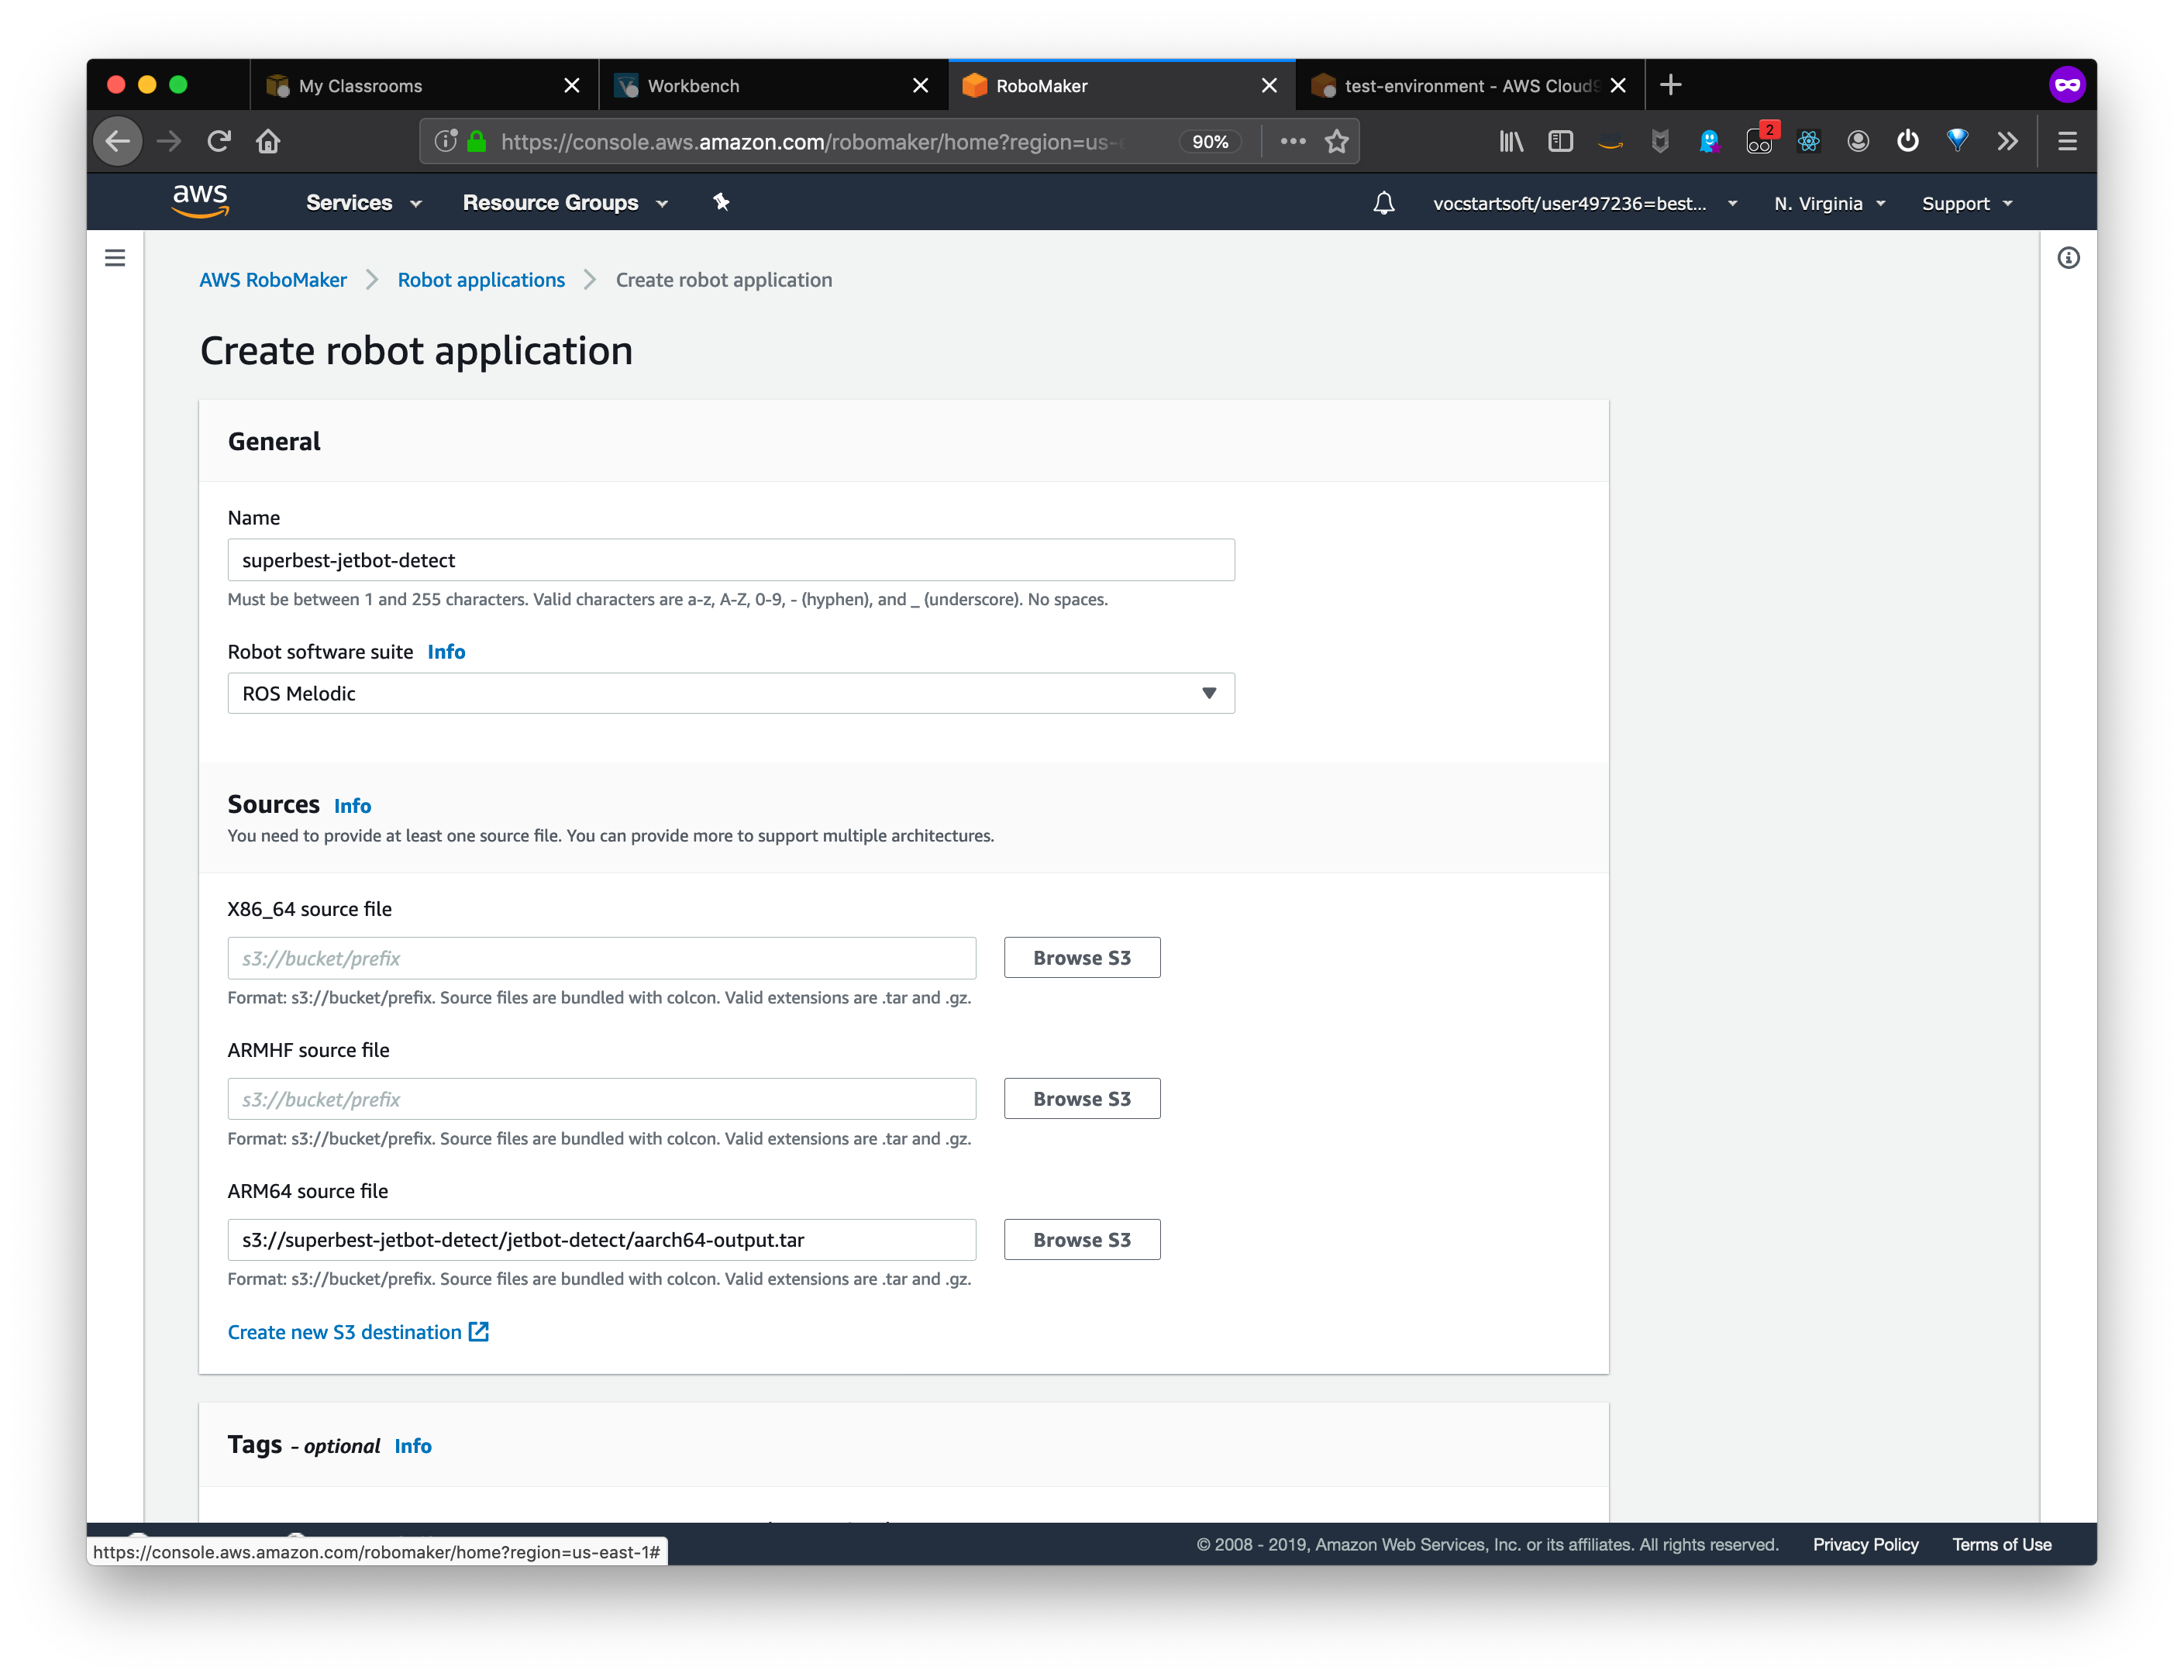 My Classrooms
Workbench
RoboMaker
test-environment - AWS Cloud9
https://console.aws.amazon.com/robomaker/home?region=us-
90%
2
aws
Services
Resource Groups
vocstartsoft/user497236=best...
N. Virginia
Support
AWS RoboMaker
Robot applications
Create robot application
Create robot application
General
Name
superbest-jetbot-detect
Must be between 1 and 255 characters. Valid characters are a-z, A-Z, 0-9, - (hyphen), and _ (underscore). No spaces.
Robot software suite Info
ROS Melodic
Sources Info
You need to provide at least one source file. You can provide more to support multiple architectures.
X86_64 source file
s3://bucket/prefix
Browse S3
Format: s3://bucket/prefix. Source files are bundled with colcon. Valid extensions are .tar and .gz.
ARMHF source file
s3://bucket/prefix
Browse S3
Format: s3://bucket/prefix. Source files are bundled with colcon. Valid extensions are .tar and .gz.
ARM64 source file
s3://superbest-jetbot-detect/jetbot-detect/aarch64-output.tar
Browse S3
Format: s3://bucket/prefix. Source files are bundled with colcon. Valid extensions are .tar and .gz.
Create new S3 destination
Tags - optional Info
https://console.aws.amazon.com/robomaker/home?region=us-east-1#
© 2008 - 2019, Amazon Web Services, Inc. or its affiliates. All rights reserved.
Privacy Policy
Terms of Use